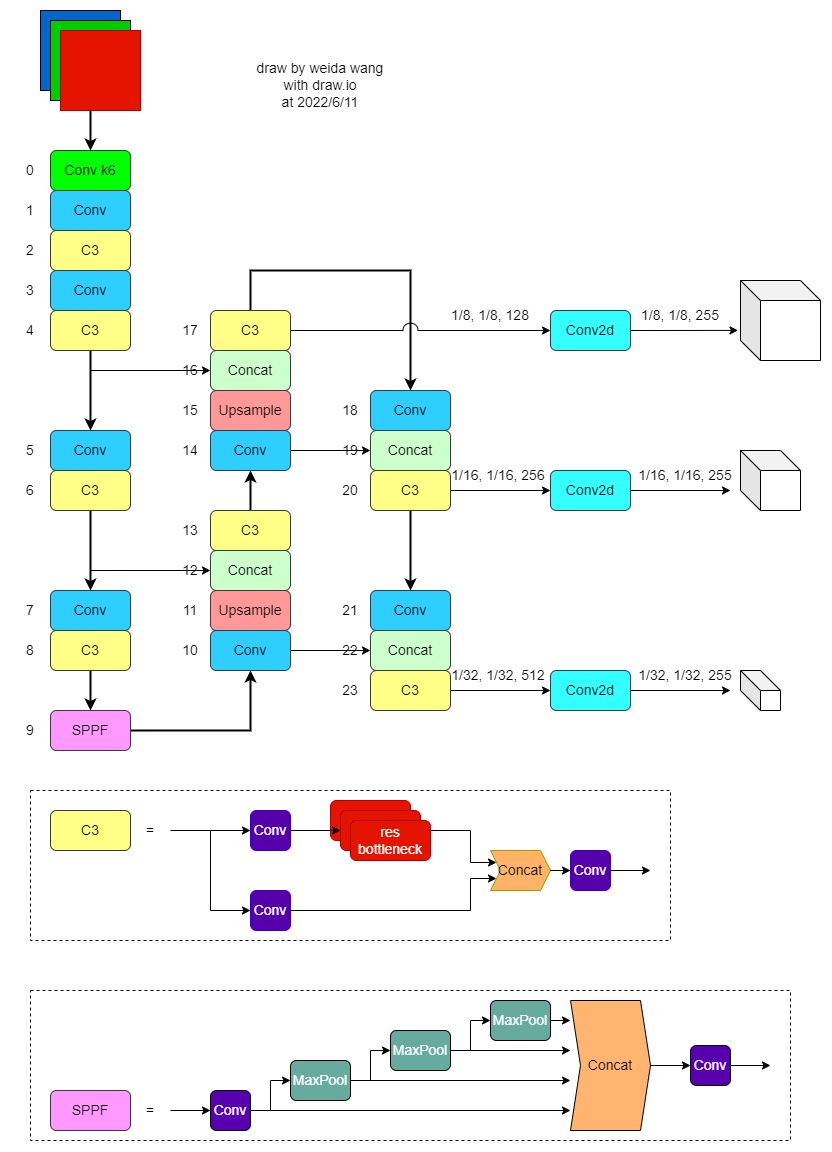 draw by weida wang
with draw.io
at 2022/6/11
0
Conv k6
1
Conv
2
C3
3
Conv
4
C3
17
C3
1/8, 1/8, 128
Conv2d
1/8, 1/8, 255
16
Concat
15
Upsample
18
Conv
5
Conv
14
Conv
19
Concat
6
C3
20
C3
1/16, 1/16, 256
Conv2d
1/16, 1/16, 255
13
C3
12
Concat
7
Conv
11
Upsample
21
Conv
8
C3
10
Conv
22
Concat
23
C3
1/32, 1/32, 512
Conv2d
1/32, 1/32, 255
9
SPPF
C3
=
Conv
res
bottleneck
Concat
Conv
Conv
MaxPool
MaxPool
MaxPool
Concat
Conv
SPPF
=
Conv